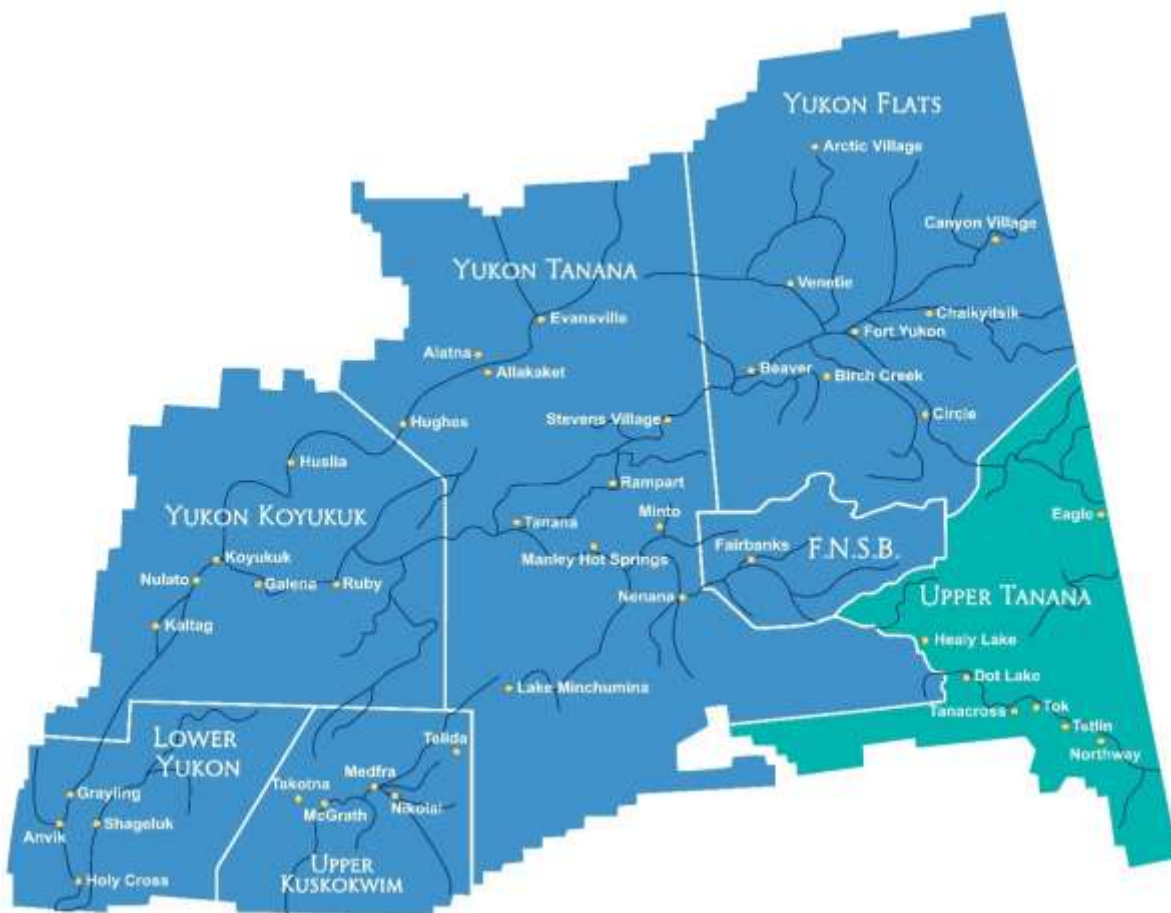 YUKON FLATS
Arctic Village
Canyon Village
YUKON TANANA
Venetie
Evansville
Chalkyitsik
Fort Yukon
Alatna
Allakaket
Beaver
Birch Creek
Hughes
Stevens Village
Circle
Huslia
Rampart
YUKON KOYUKUK
Tanana
Minto
Eagle
Manley Hot Springs
Fairbanks
F.N.S.B.
Koyukuk
Nulato
Galena
Ruby
Nenana
UPPER TANANA
Kaltag
Healy Lake
Dot Lake
Lake Minchumina
Tanacross
Tok
Tetlin
Northway
LOWER
YUKON
Telida
Medfra
Takotna
Nikolai
McGrath
Grayling
Anvik
Shageluk
UPPER
KUSKOKWIM
Holy Cross